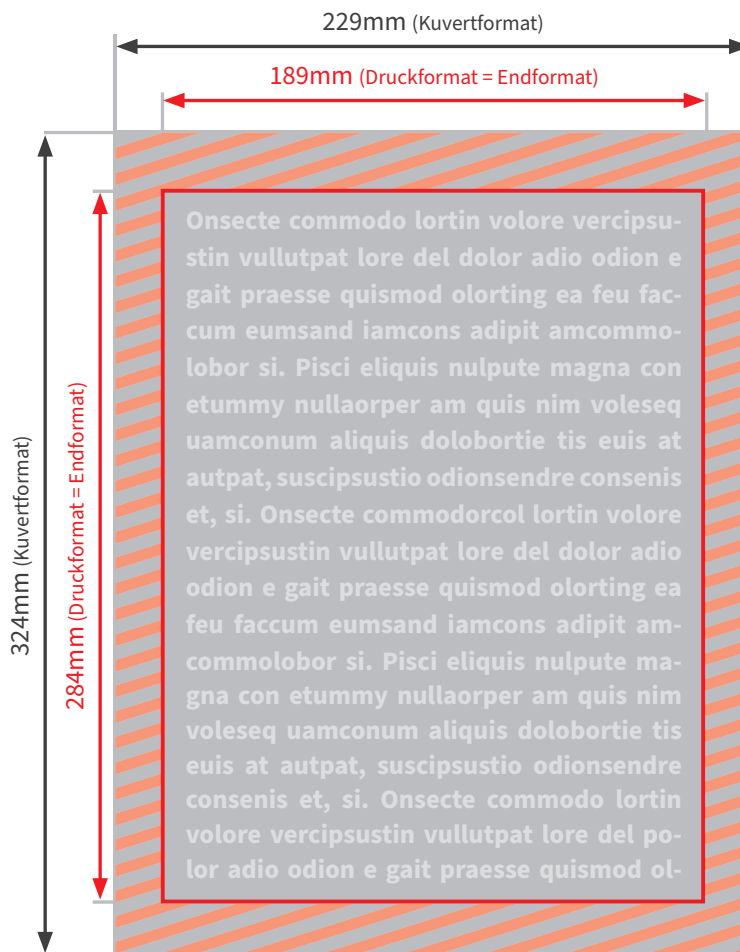 229mm (Kuvertformat)
189mm (Druckformat = Endformat)
324mm (Kuvertformat)
284mm (Druckformat = Endformat)
Onsecte commodo lortin volore vercipsu-
stin vullutpat lore del dolor adio odion e
gait praesse quismod olorting ea feu fac-
cum eumsand iamcons adipit amcommo-
lobor si. Pisci eliquis nulpute magna con
etummy nullaorper am quis nim voleseq
uamconum aliquis dolobortie tis euis at
autpat, suscipsustio odionsendre consenis
et, si. Onsecte commodorccl lortin volore
vercipsustin vullutpat lore del dolor adio
odion e gait praesse quismod olorting ea
feu faccum eumsand iamcons adipit am-
commolobor si. Pisci eliquis nulpute ma-
gna con etummy nullaorper am quis nim
voleseq uamconum aliquis dolobortie tis
euis at autpat, suscipsustio odionsendre
consenis et, si. Onsecte commodo lortin
volore vercipsustin vullutpat lore del po-
lor adio odion e gait praesse quismod ol-